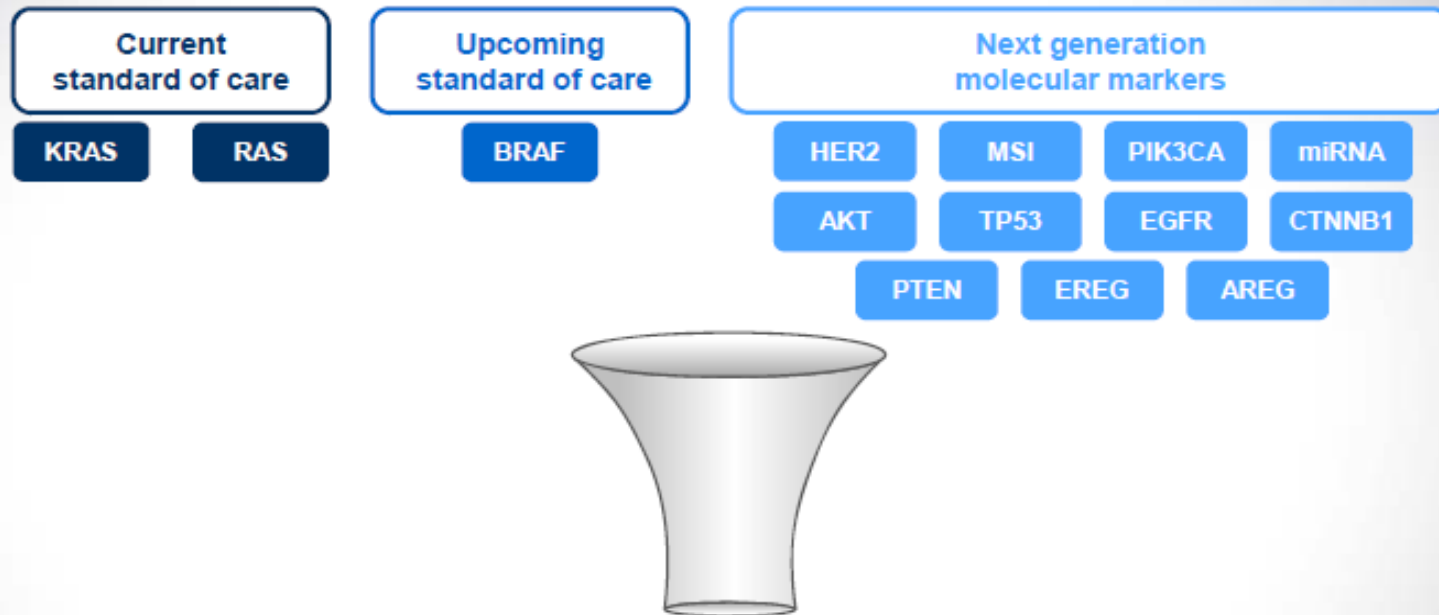 Current
standard of care
Upcoming
standard of care
Next generation
molecular markers
KRAS RAS BRAF HER2 MSI PIK3CA miRNA
AKT TP53 EGFR CTNNB1
PTEN EREG AREG